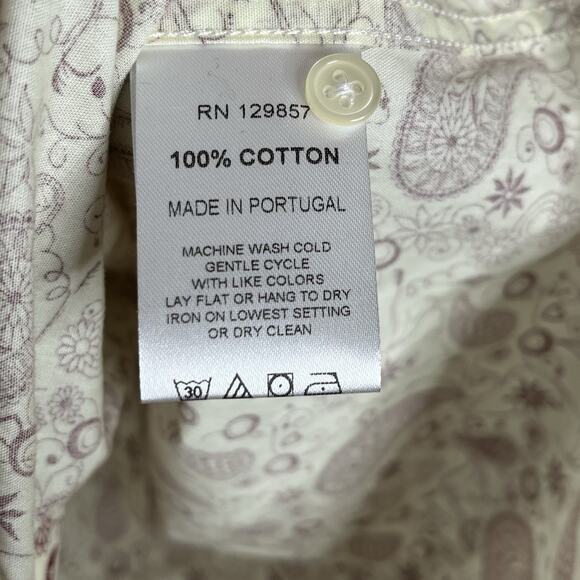 RN 129857
100% COTTON
MADE IN PORTUGAL
MACHINE WASH COLD
GENTLE CYCLE
WITH LIKE COLORS
LAY FLAT OR HANG TO DRY
IRON ON LOWEST SETTING
OR DRY CLEAN
30